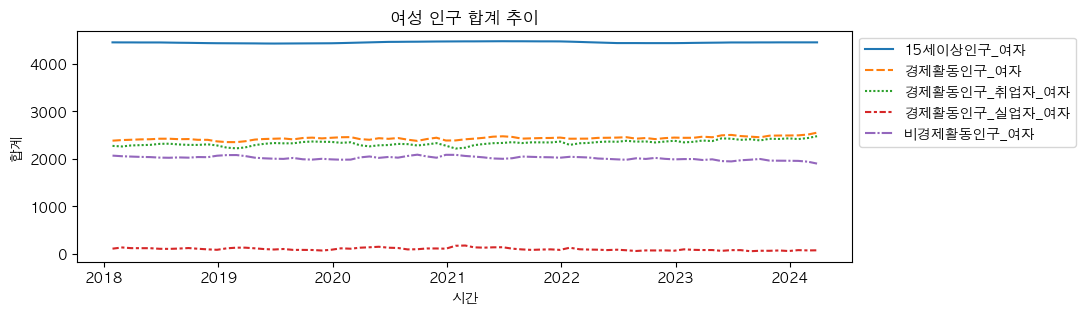 여성 인구 합계 추이
합계
4000
3000
2000
1000
0
2018 2019 2020 2021 2022 2023 2024
시간
15세이상인구_여자
경제활동인구_여자
경제활동인구_취업자_여자
경제활동인구_실업자_여자
비경제활동인구_여자